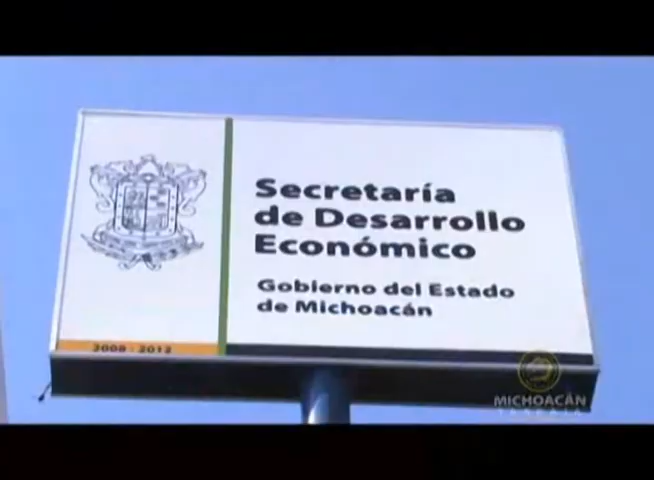 Secretaría
de Desarrollo
Económico
Gobierno del Estado
de Michoacán
2008 - 2012
MICHOACÁN